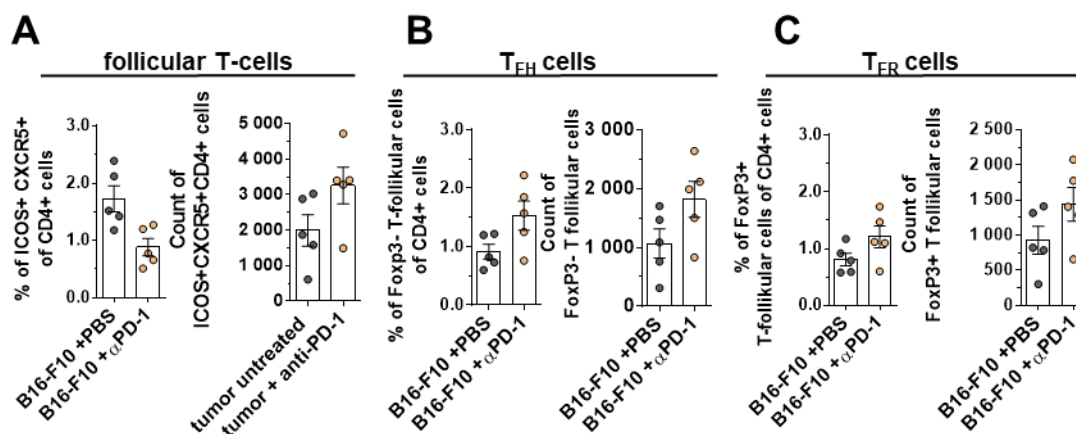 A
follicular T-cells
% of ICOS+ CXCR5+
of CD4+ cells
3.0
2.0
1.0
0.0
B16-F10 +PBS
B16-F10 +αPD-1
Count of
ICOS+CXCR5+CD4+ cells
5 000
4 000
3 000
2 000
1 000
0
tumor untreated
tumor + anti-PD-1
B
TFH cells
% of Foxp3- T-follicular cells
of CD4+ cells
3.0
2.0
1.0
0.0
B16-F10 +PBS
B16-F10 +αPD-1
Count of
FoxP3- T follicular cells
3 000
2 000
1 000
0
B16-F10 +PBS
B16-F10 +αPD-1
C
TFR cells
% of FoxP3+
T-follicular cells of CD4+ cells
3.0
2.0
1.0
0.0
B16-F10 +PBS
B16-F10 +αPD-1
Count of
FoxP3+ T follicular cells
2 500
2 000
1 500
1 000
500
0
B16-F10 +PBS
B16-F10 +αPD-1